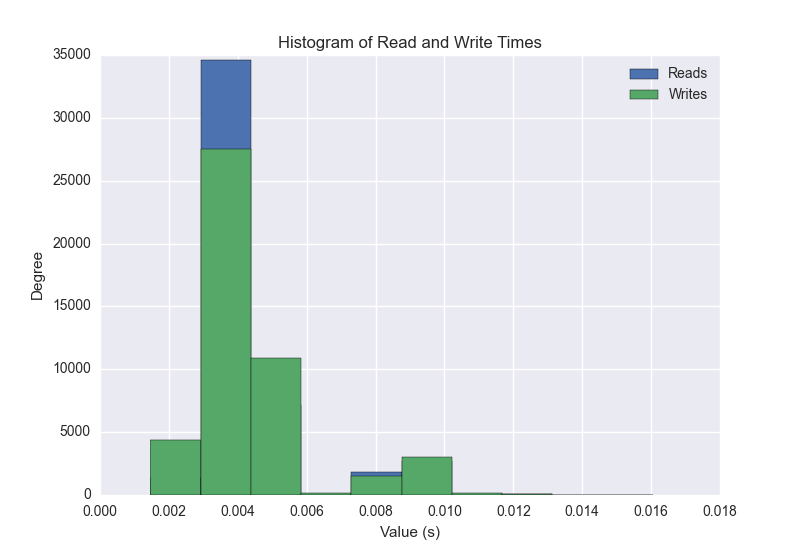 Histogram of Read and Write Times
35000
30000
25000
20000
15000
10000
5000
0
Degree
Reads
Writes
0.000 0.002 0.004 0.006 0.008 0.010 0.012 0.014 0.016 0.018
Value (s)